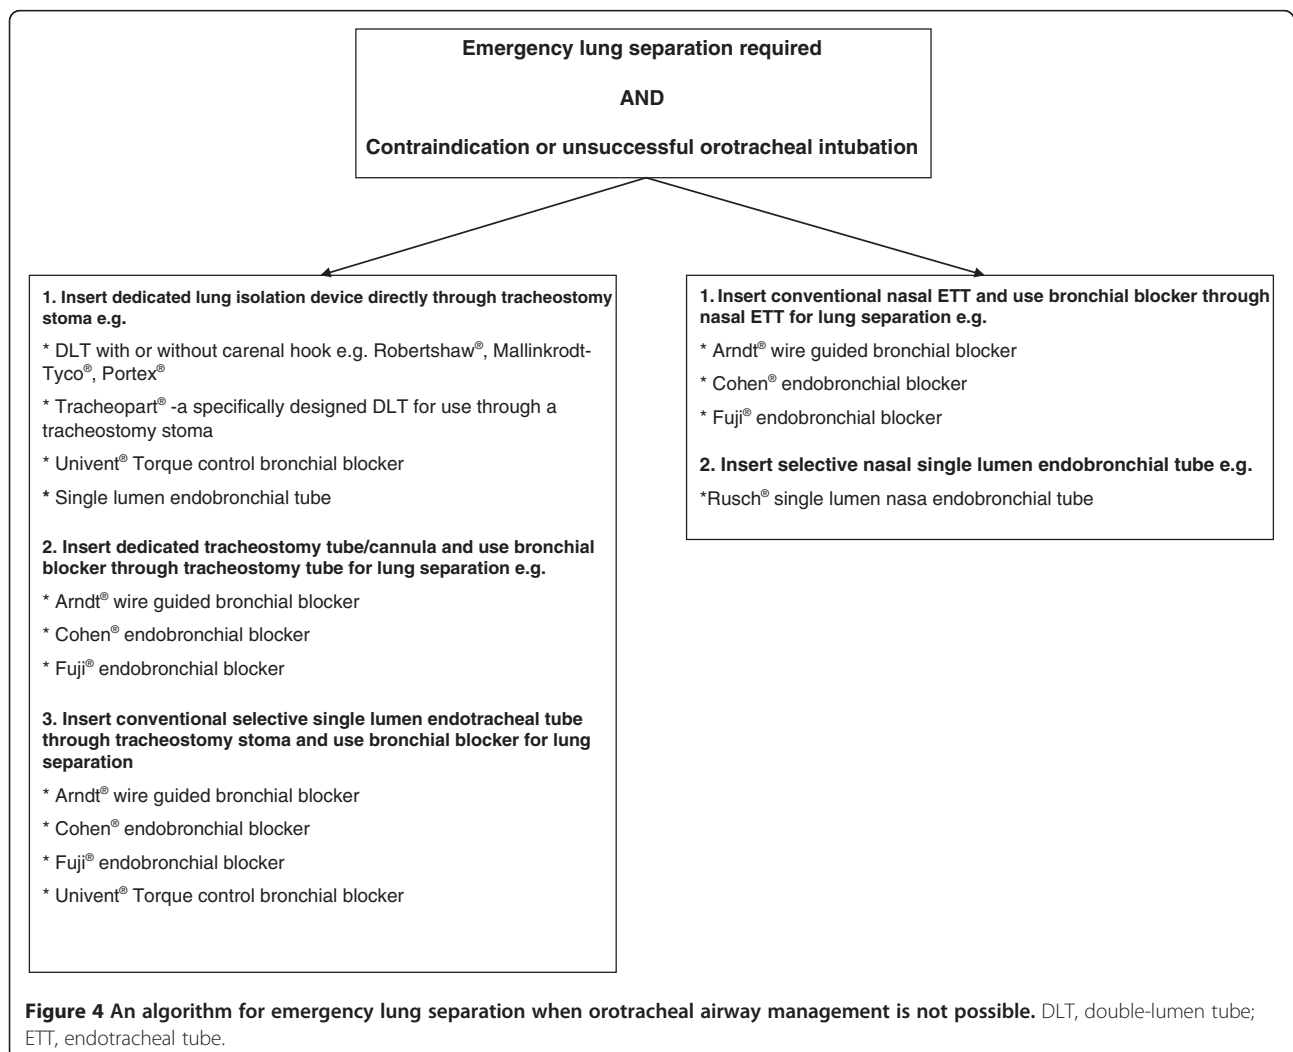 Emergency lung separation required
AND
Contraindication or unsuccessful orotracheal intubation
1. Insert dedicated lung isolation device directly through tracheostomy
stoma e.g.
* DLT with or without carenal hook e.g. Robertshaw®, Mallinkrodt-
Tyco®, Portex®
* Tracheopart® -a specifically designed DLT for use through a
tracheostomy stoma
* Univent® Torque control bronchial blocker
* Single lumen endobronchial tube
2. Insert dedicated tracheostomy tube/cannula and use bronchial
blocker through tracheostomy tube for lung separation e.g.
* Arndt® wire guided bronchial blocker
* Cohen® endobronchial blocker
* Fuji® endobronchial blocker
3. Insert conventional selective single lumen endotracheal tube
through tracheostomy stoma and use bronchial blocker for lung
separation
* Arndt® wire guided bronchial blocker
* Cohen® endobronchial blocker
* Fuji® endobronchial blocker
* Univent® Torque control bronchial blocker
1. Insert conventional nasal ETT and use bronchial blocker through
nasal ETT for lung separation e.g.
* Arndt® wire guided bronchial blocker
* Cohen® endobronchial blocker
* Fuji® endobronchial blocker
2. Insert selective nasal single lumen endobronchial tube e.g.
*Rusch® single lumen nasa endobronchial tube
Figure 4 An algorithm for emergency lung separation when orotracheal airway management is not possible. DLT, double-lumen tube;
ETT, endotracheal tube.